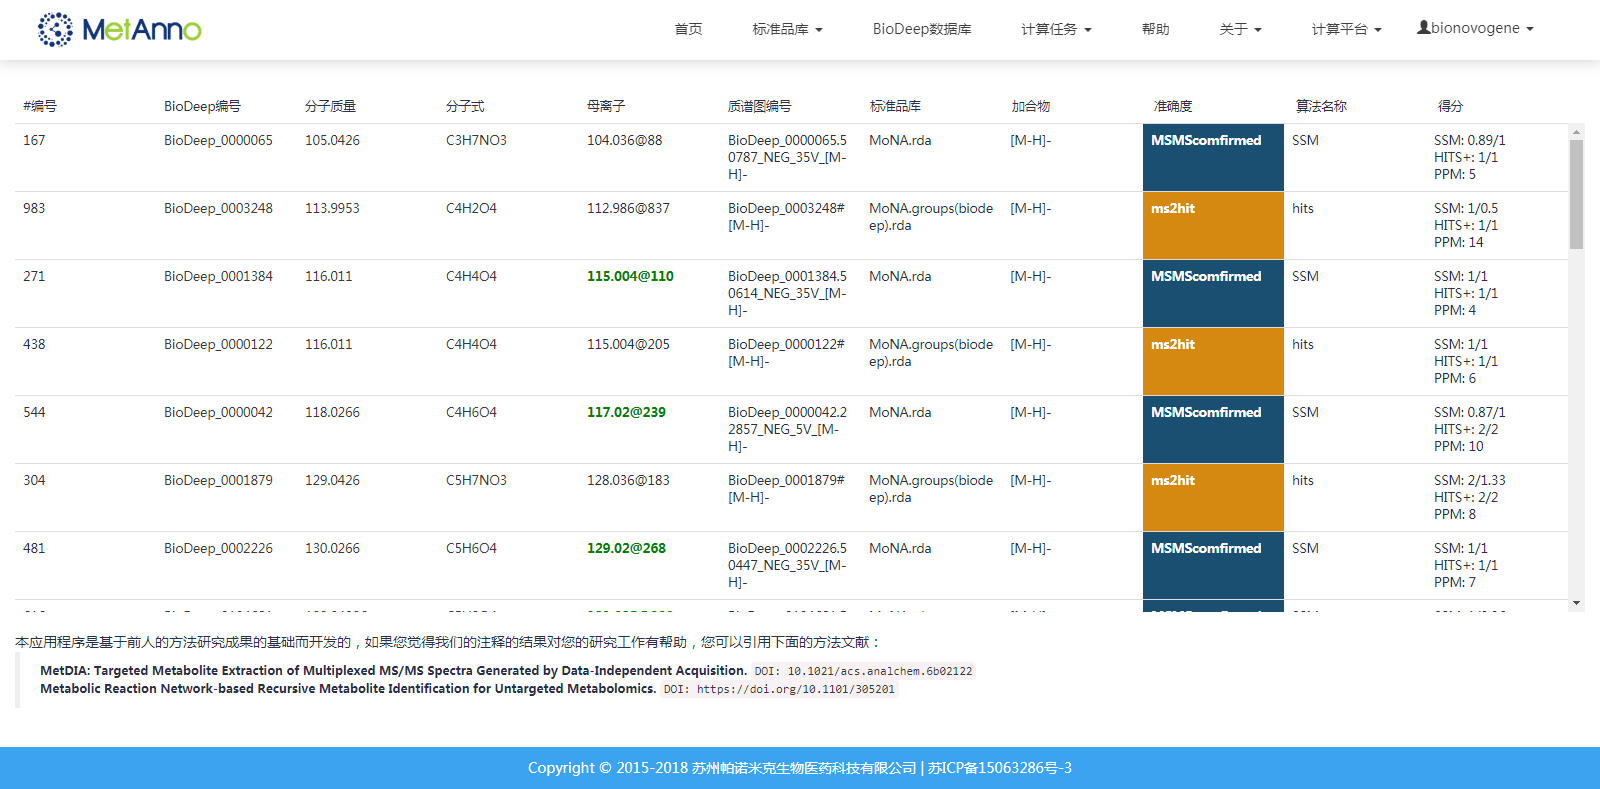 MetAnno
首页 标准品库 BioDeep数据库 计算任务 帮助 关于 计算平台 bionovogene
#编号 BioDeep编号 分子质量 分子式 母离子 质谱图编号 标准品库 加合物 准确度 算法名称 得分
167 BioDeep_0000065 105.0426 C3H7NO3 104.036@88 BioDeep_0000065.5 MoNA.rda [M-H]- MSMScomfirmed SSM SSM: 0.89/1
0787_NEG_35V_[M- HITS+: 1/1
H]- PPM: 5
983 BioDeep_0003248 113.9953 C4H2O4 112.986@837 BioDeep_0003248# MoNA.groups(biode [M-H]- ms2hit hits SSM: 1/0.5
[M-H]- ep).rda HITS+: 1/1
PPM: 14
271 BioDeep_0001384 116.011 C4H4O4 115.004@110 BioDeep_0001384.5 MoNA.rda [M-H]- MSMScomfirmed SSM SSM: 1/1
0614_NEG_35V_[M- HITS+: 1/1
H]- PPM: 4
438 BioDeep_0000122 116.011 C4H4O4 115.004@205 BioDeep_0000122# MoNA.groups(biode [M-H]- ms2hit hits SSM: 1/1
[M-H]- ep).rda HITS+: 1/1
PPM: 6
544 BioDeep_0000042 118.0266 C4H6O4 117.02@239 BioDeep_0000042.2 MoNA.rda [M-H]- MSMScomfirmed SSM SSM: 0.87/1
2857_NEG_5V_[M- HITS+: 2/2
H]- PPM: 10
304 BioDeep_0001879 129.0426 C5H7NO3 128.036@183 BioDeep_0001879# MoNA.groups(biode [M-H]- ms2hit hits SSM: 2/1.33
[M-H]- ep).rda HITS+: 2/2
PPM: 8
481 BioDeep_0002226 130.0266 C5H6O4 129.02@268 BioDeep_0002226.5 MoNA.rda [M-H]- MSMScomfirmed SSM SSM: 1/1
0447_NEG_35V_[M- HITS+: 1/1
H]- PPM: 7
本应用程序是基于前人的方法研究成果的基础而开发的，如果您觉得我们的注释的结果对您的研究工作有帮助，您可以引用下面的方法文献：
MetDIA: Targeted Metabolite Extraction of Multiplexed MS/MS Spectra Generated by Data-Independent Acquisition. DOI: 10.1021/acs.analchem.6b02122
Metabolic Reaction Network-based Recursive Metabolite Identification for Untargeted Metabolomics. DOI: https://doi.org/10.1101/305201
Copyright © 2015-2018 苏州帕诺米克生物医药科技有限公司 | 苏ICP备15063286号-3